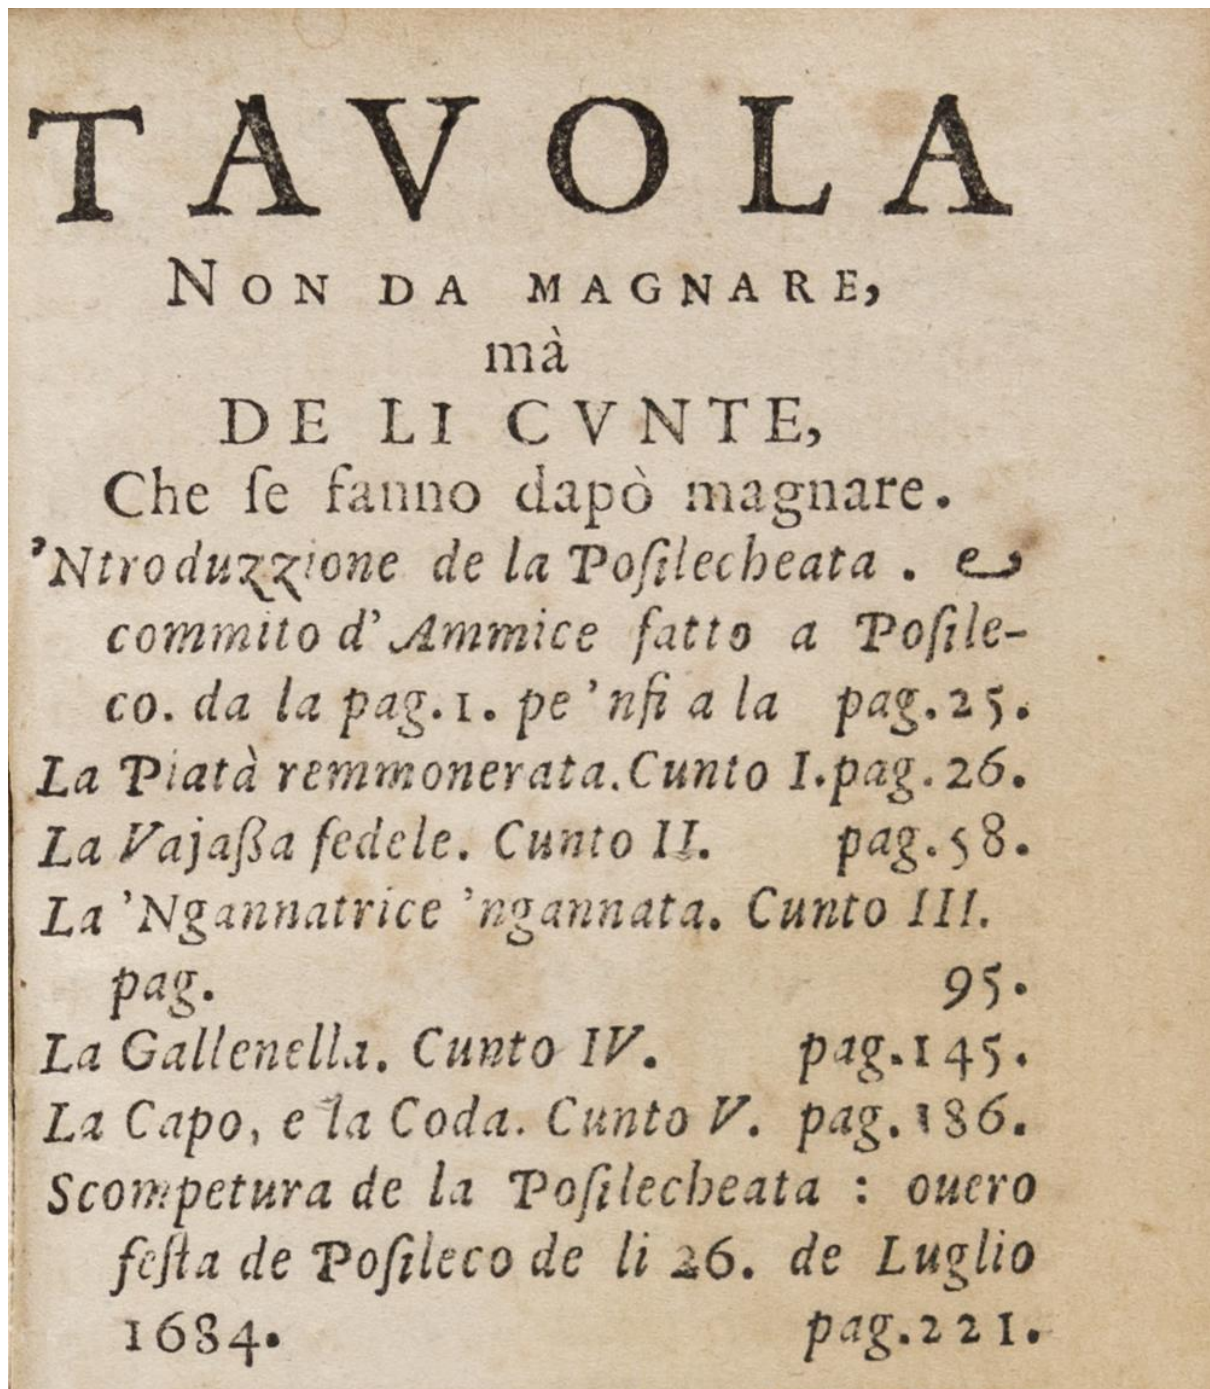 TAVOLA
NON DA MAGNARE,
mà
DE LI CVNTE,
Che ſe fanno dapò magnare.
'Ntroduzzione de la Poſilecheata . e
commito d' Ammice fatto a Poſile-
co. da la pag.1. pe 'nſi a la pag.25.
La Piatà remmonerata.Cunto I.pag.26.
La Vajaßa fedele. Cunto II. pag.58.
La 'Ngannatrice 'ngannata. Cunto III.
pag. 95.
La Gallenella. Cunto IV. pag.145.
La Capo, e la Coda. Cunto V. pag.186.
Scompetura de la Poſilecheata : ouero
feſta de Poſileco de li 26. de Luglio
1684. pag.221.